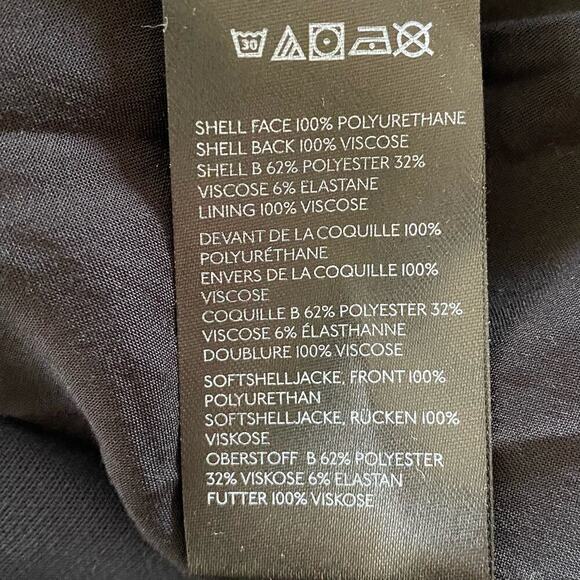 30
SHELL FACE 100% POLYURETHANE
SHELL BACK 100% VISCOSE
SHELL B 62% POLYESTER 32%
VISCOSE 6% ELASTANE
LINING 100% VISCOSE
DEVANT DE LA COQUILLE 100%
POLYURÉTHANE
ENVERS DE LA COQUILLE 100%
VISCOSE
COQUILLE B 62% POLYESTER 32%
VISCOSE 6% ÉLASTHANNE
DOUBLURE 100% VISCOSE
SOFTSHELLJACKE, FRONT 100%
POLYURETHAN
SOFTSHELLJACKE, RÜCKEN 100%
VISKOSE
OBERSTOFF B 62% POLYESTER
32% VISKOSE 6% ELASTAN
FUTTER 100% VISKOSE